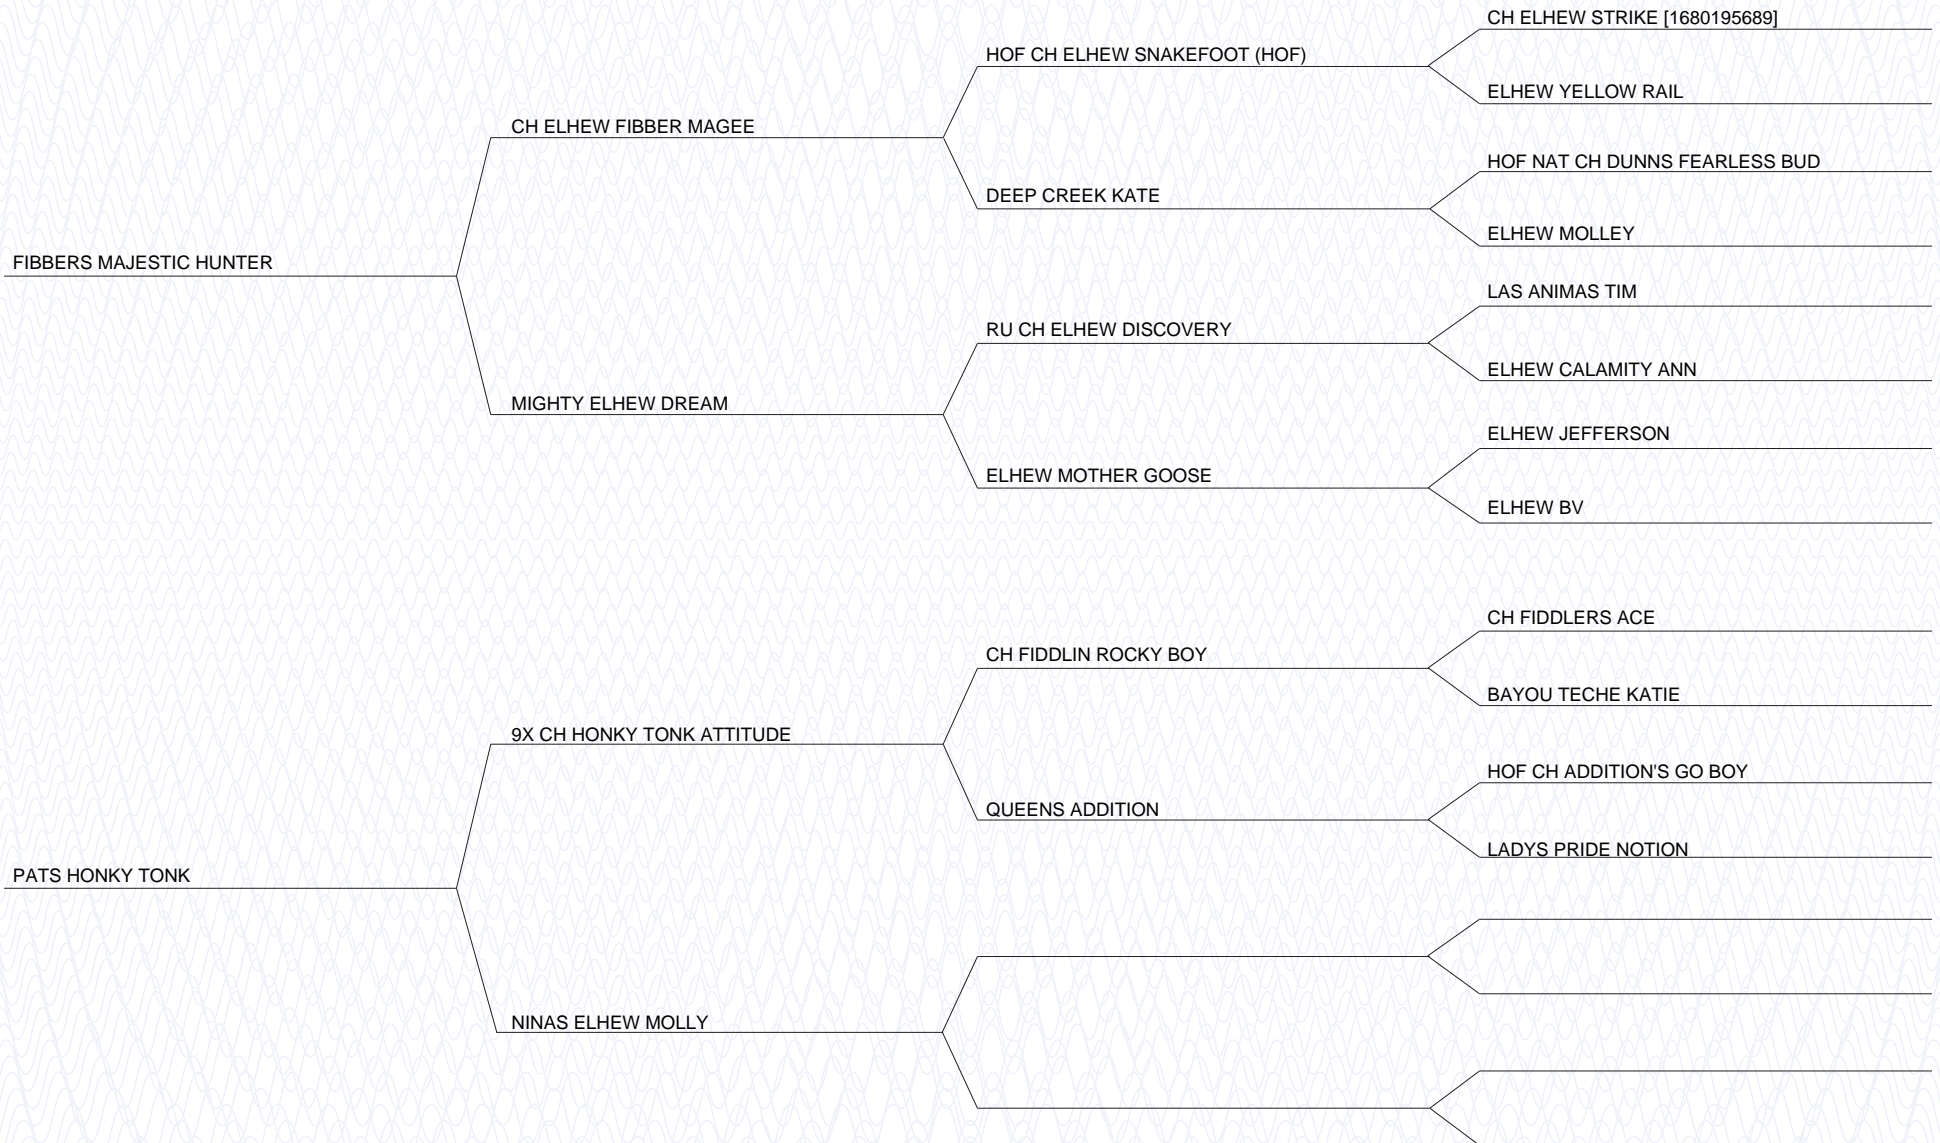 CH ELHEW STRIKE [1680195689]
HOF CH ELHEW SNAKEFOOT (HOF)
ELHEW YELLOW RAIL
CH ELHEW FIBBER MAGEE
HOF NAT CH DUNNS FEARLESS BUD
DEEP CREEK KATE
ELHEW MOLLEY
FIBBERS MAJESTIC HUNTER
LAS ANIMAS TIM
RU CH ELHEW DISCOVERY
ELHEW CALAMITY ANN
MIGHTY ELHEW DREAM
ELHEW JEFFERSON
ELHEW MOTHER GOOSE
ELHEW BV
CH FIDDLERS ACE
CH FIDDLIN ROCKY BOY
BAYOU TECHE KATIE
9X CH HONKY TONK ATTITUDE
HOF CH ADDITION'S GO BOY
QUEENS ADDITION
LADYS PRIDE NOTION
PATS HONKY TONK
NINAS ELHEW MOLLY